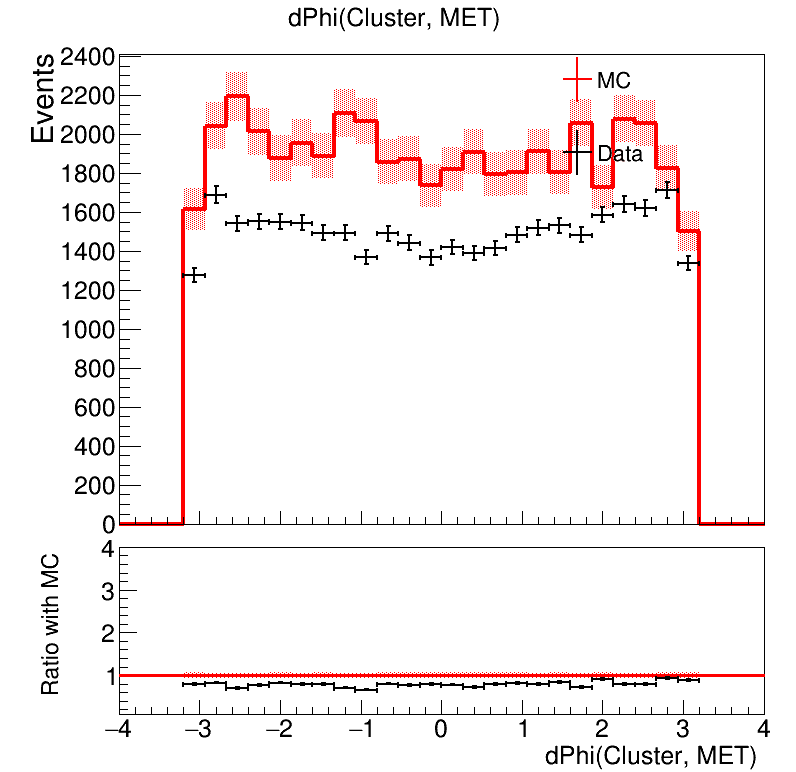 dPhi(Cluster, MET)
Events
2400
2200
2000
1800
1600
1400
1200
1000
800
600
400
200
0
MC
Data
Ratio with MC
4
3
2
1
−4 −3 −2 −1 0 1 2 3 4
dPhi(Cluster, MET)